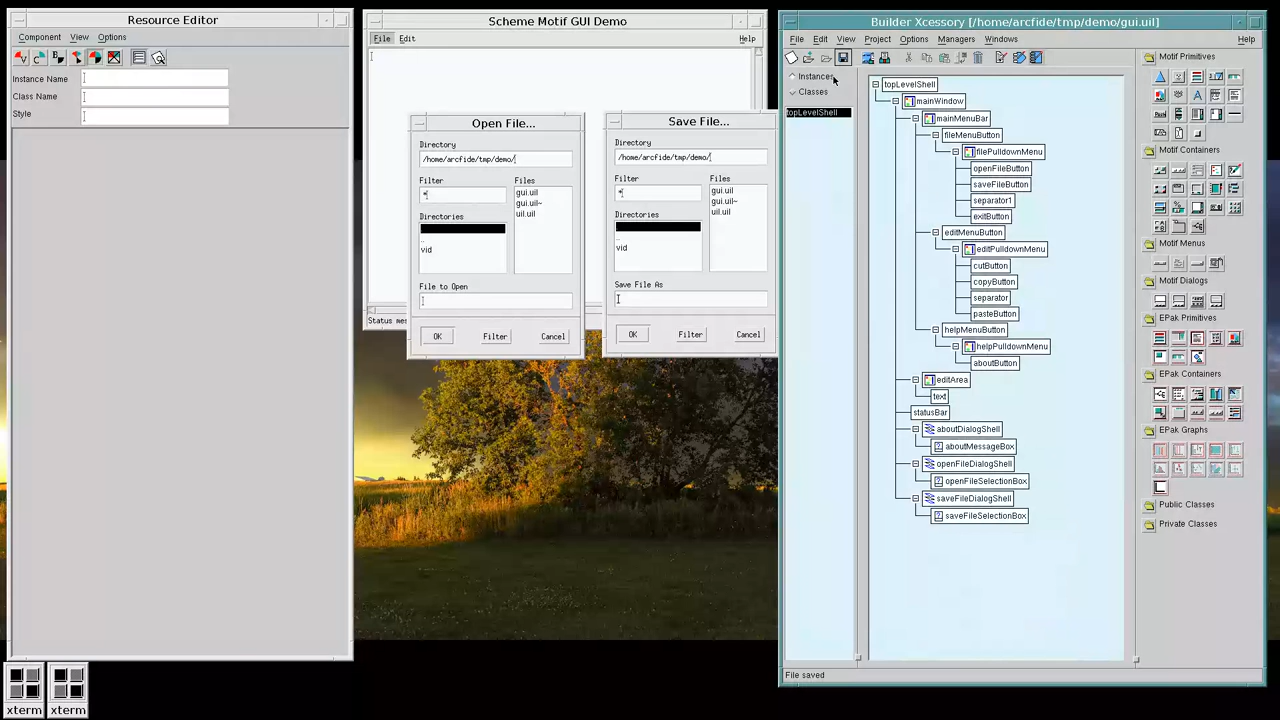 Resource Editor
Component View Options
Instance Name
Class Name
Style
Scheme Motif GUI Demo
File Edit Help
Open File...
Directory
/home/arcfide/tmp/demo/
Filter
*
Files
gui.uil
gui.uil~
uil.uil
Directories
..
vid
File to Open
OK Filter Cancel
Save File...
Directory
/home/arcfide/tmp/demo/
Filter
*
Files
gui.uil
gui.uil~
uil.uil
Directories
..
vid
Save File As
OK Filter Cancel
Status mes
Builder Xcessory [/home/arcfide/tmp/demo/gui.uil]
File Edit View Project Options Managers Windows Help
Instances
Classes
topLevelShell
topLevelShell
mainWindow
mainMenuBar
fileMenuButton
filePulldownMenu
openFileButton
saveFileButton
separator1
exitButton
editMenuButton
editPulldownMenu
cutButton
copyButton
separator
pasteButton
helpMenuButton
helpPulldownMenu
aboutButton
editArea
text
statusBar
aboutDialogShell
aboutMessageBox
openFileDialogShell
openFileSelectionBox
saveFileDialogShell
saveFileSelectionBox
Motif Primitives
Motif Containers
Motif Menus
Motif Dialogs
EPak Primitives
EPak Containers
EPak Graphs
Public Classes
Private Classes
File saved
xterm
xterm